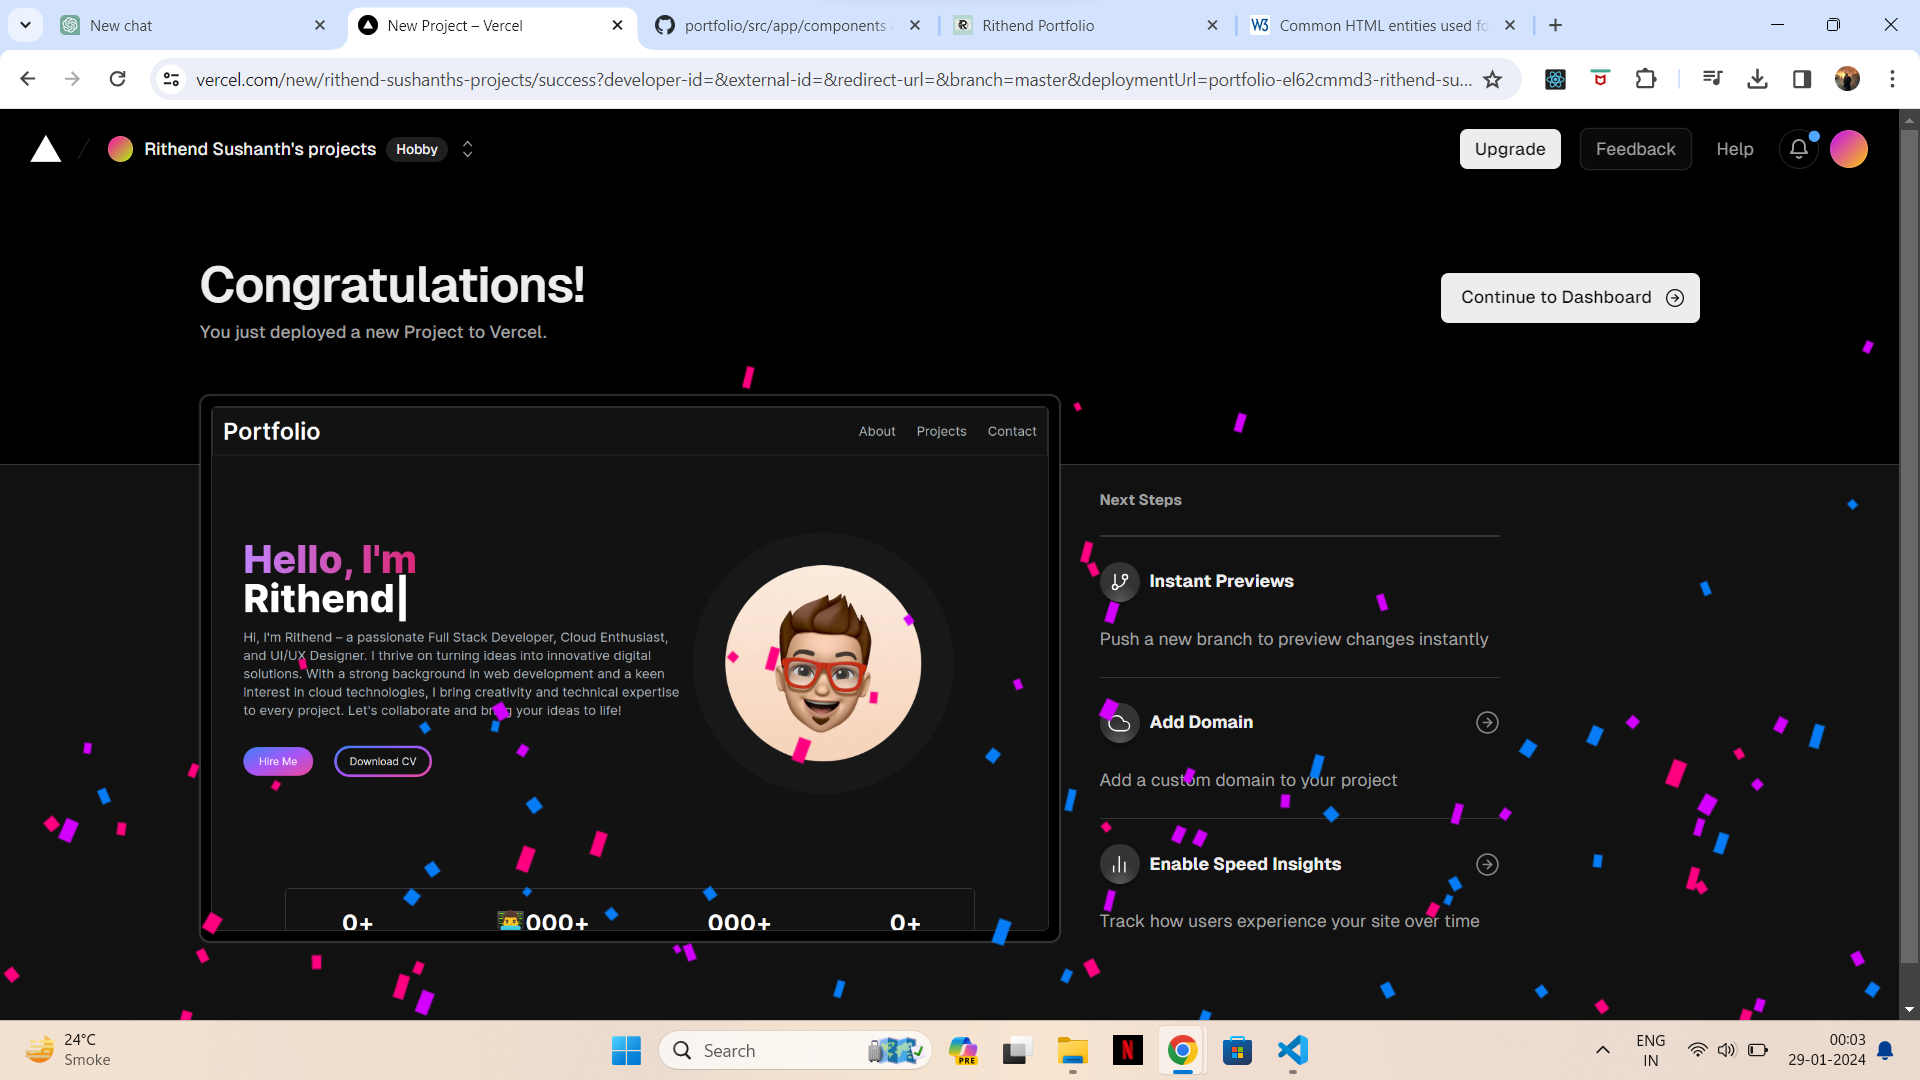 New chat
New Project – Vercel
portfolio/src/app/components
Rithend Portfolio
W3
Common HTML entities used fo
vercel.com/new/rithend-sushanths-projects/success?developer-id=&external-id=&redirect-url=&branch=master&deploymentUrl=portfolio-el62cmmd3-rithend-su...
Rithend Sushanth's projects
Hobby
Upgrade
Feedback
Help
Congratulations!
You just deployed a new Project to Vercel.
Continue to Dashboard
Portfolio
About
Projects
Contact
Hello, I'm
Rithend
Hi, I'm RIthend – a passionate Full Stack Developer, Cloud Enthusiast,
and UI/UX Designer. I thrive on turning ideas into innovative digital
solutions. With a strong background in web development and a keen
interest in cloud technologies, I bring creativity and technical expertise
to every project. Let's collaborate and bring your ideas to life!
Hire Me
Download CV
0+
000+
000+
0+
Next Steps
Instant Previews
Push a new branch to preview changes instantly
Add Domain
Add a custom domain to your project
Enable Speed Insights
Track how users experience your site over time
24°C
Smoke
Search
PRE
N
ENG
IN
00:03
29-01-2024